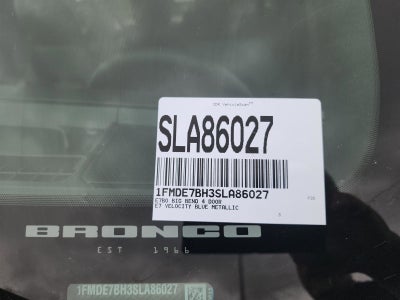 SLA86027
1FMDE7BH3SLA86027
E7B0 BIG BEND 4 DOOR
E7 VELOCITY BLUE METALLIC
BRONCO
EST 1966
1FMDE7BH3SLA86027